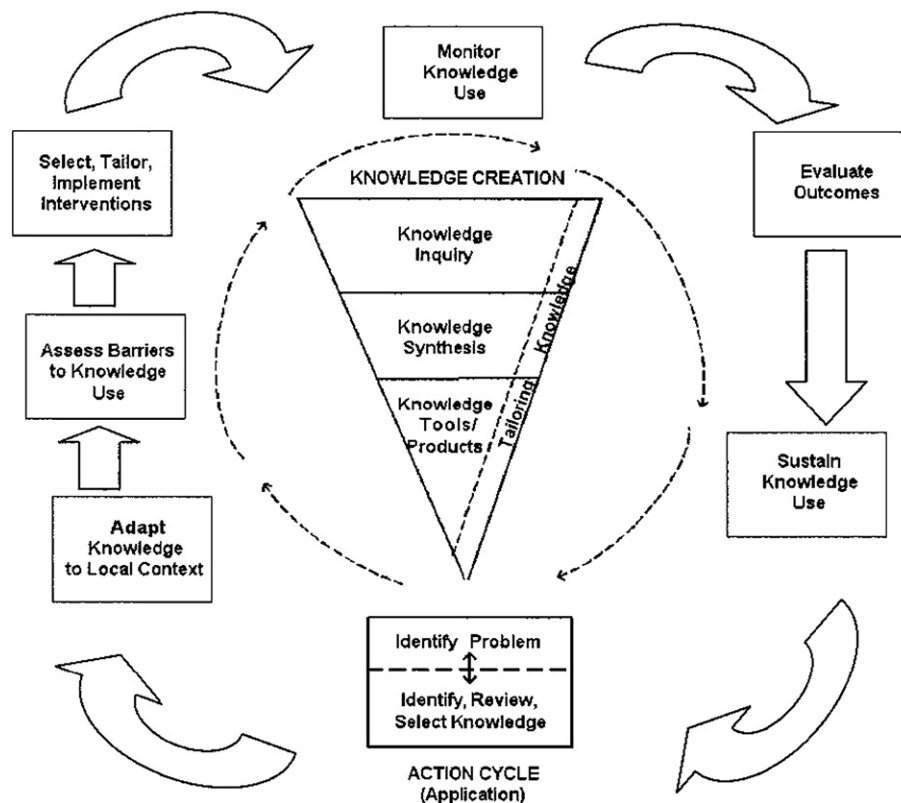 Monitor
Knowledge
Use
Select, Tailor,
Implement
Interventions
Evaluate
Outcomes
KNOWLEDGE CREATION
Knowledge
Inquiry
Knowledge
Synthesis
Knowledge
Tools/
Products
Tailoring Knowledge
Assess Barriers
to Knowledge
Use
Sustain
Knowledge
Use
Adapt
Knowledge
to Local Context
Identify Problem
Identify, Review,
Select Knowledge
ACTION CYCLE
(Application)